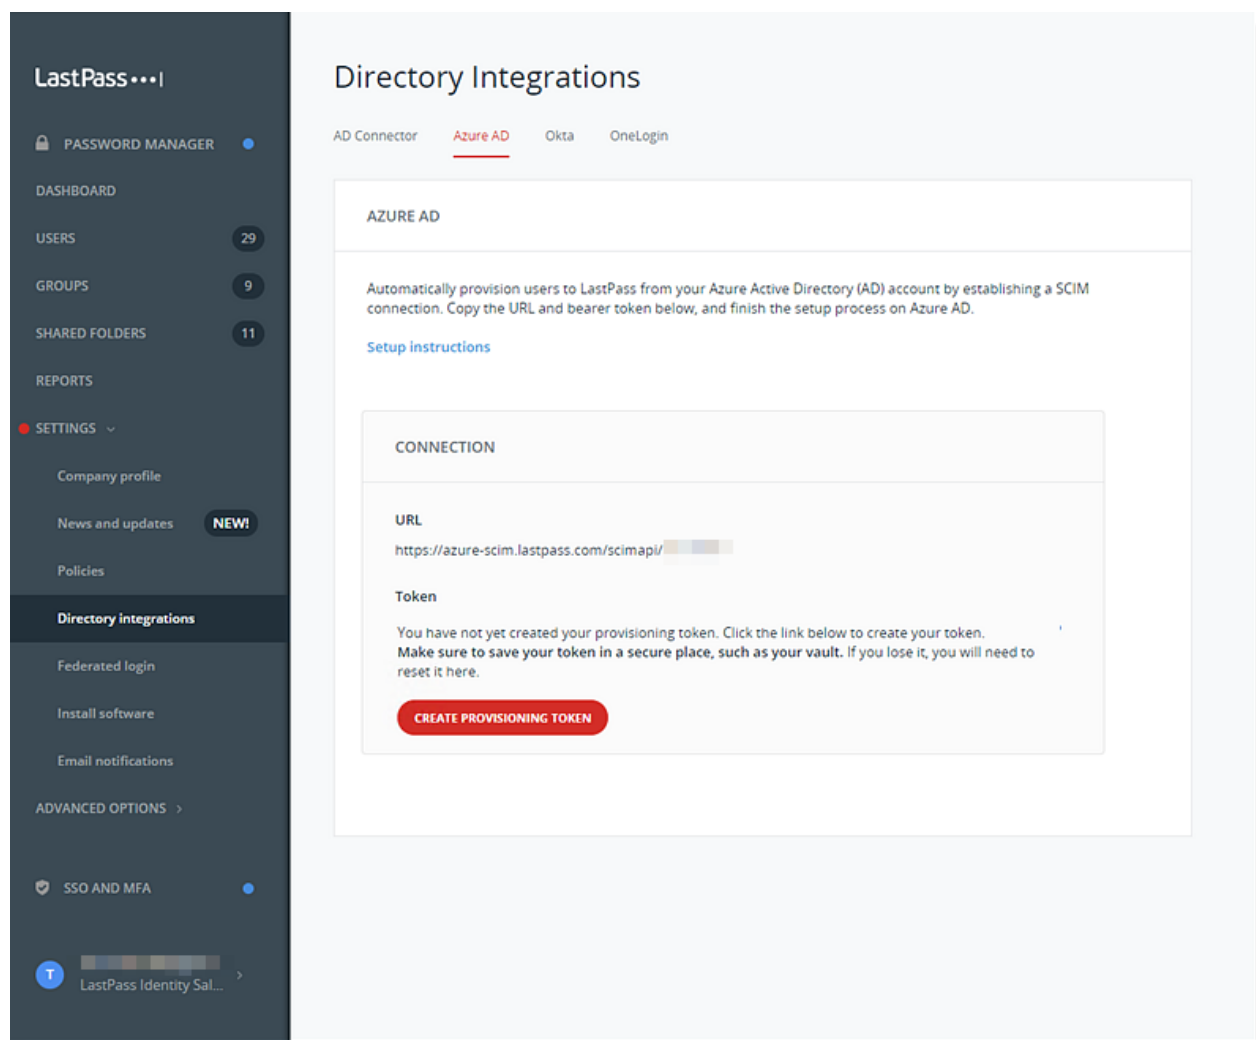 LastPass•••|
PASSWORD MANAGER
DASHBOARD
USERS 29
GROUPS 9
SHARED FOLDERS 11
REPORTS
SETTINGS
Company profile
News and updates NEW!
Policies
Directory integrations
Federated login
Install software
Email notifications
ADVANCED OPTIONS
SSO AND MFA
T
LastPass Identity Sal...
Directory Integrations
AD Connector Azure AD Okta OneLogin
AZURE AD
Automatically provision users to LastPass from your Azure Active Directory (AD) account by establishing a SCIM
connection. Copy the URL and bearer token below, and finish the setup process on Azure AD.
Setup instructions
CONNECTION
URL
https://azure-scim.lastpass.com/scimapi/
Token
You have not yet created your provisioning token. Click the link below to create your token.
Make sure to save your token in a secure place, such as your vault. If you lose it, you will need to
reset it here.
CREATE PROVISIONING TOKEN